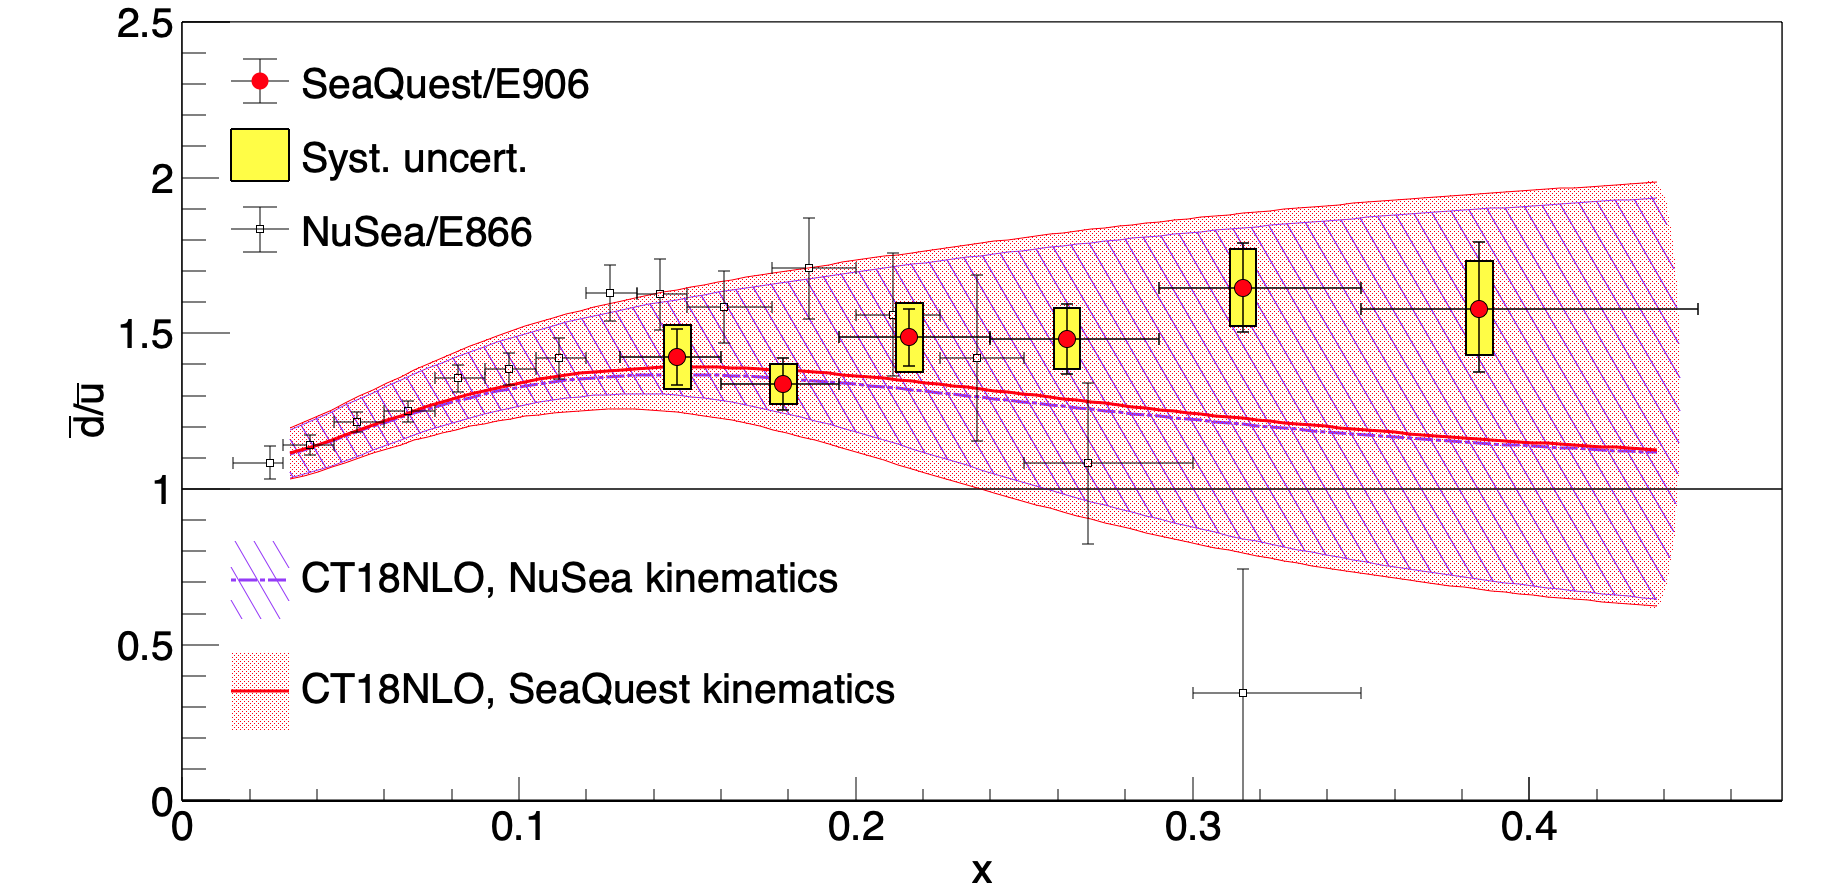 2.5
2
1.5
1
0.5
0
d̅/u̅
SeaQuest/E906
Syst. uncert.
NuSea/E866
CT18NLO, NuSea kinematics
CT18NLO, SeaQuest kinematics
0 0.1 0.2 0.3 0.4
x